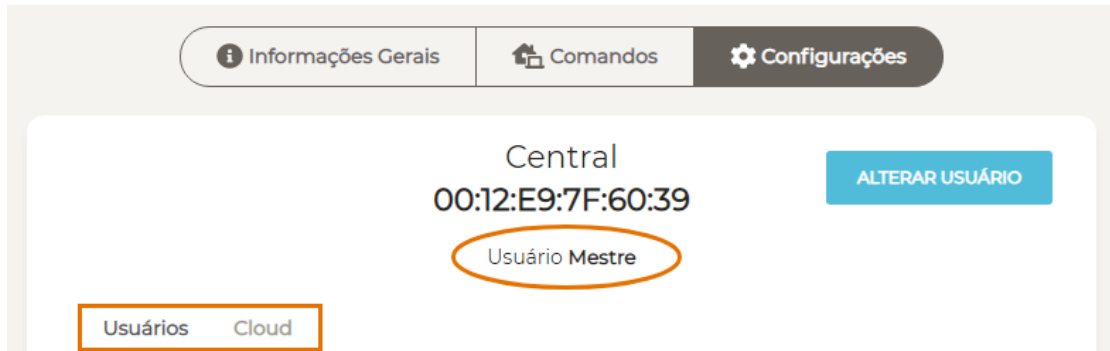 Informações Gerais
Comandos
Configurações
Central
00:12:E9:7F:60:39
ALTERAR USUÁRIO
Usuário Mestre
Usuários
Cloud